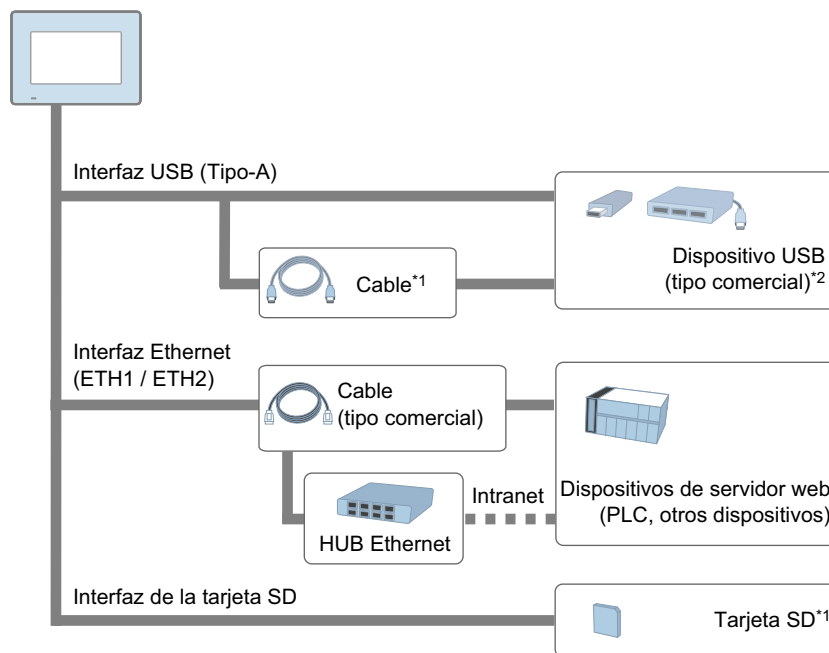 Interfaz USB (Tipo-A)
Dispositivo USB
(tipo comercial)*2
Cable*1
Interfaz Ethernet
(ETH1 / ETH2)
Cable
(tipo comercial)
Intranet
Dispositivos de servidor web
(PLC, otros dispositivos)
HUB Ethernet
Interfaz de la tarjeta SD
Tarjeta SD*1